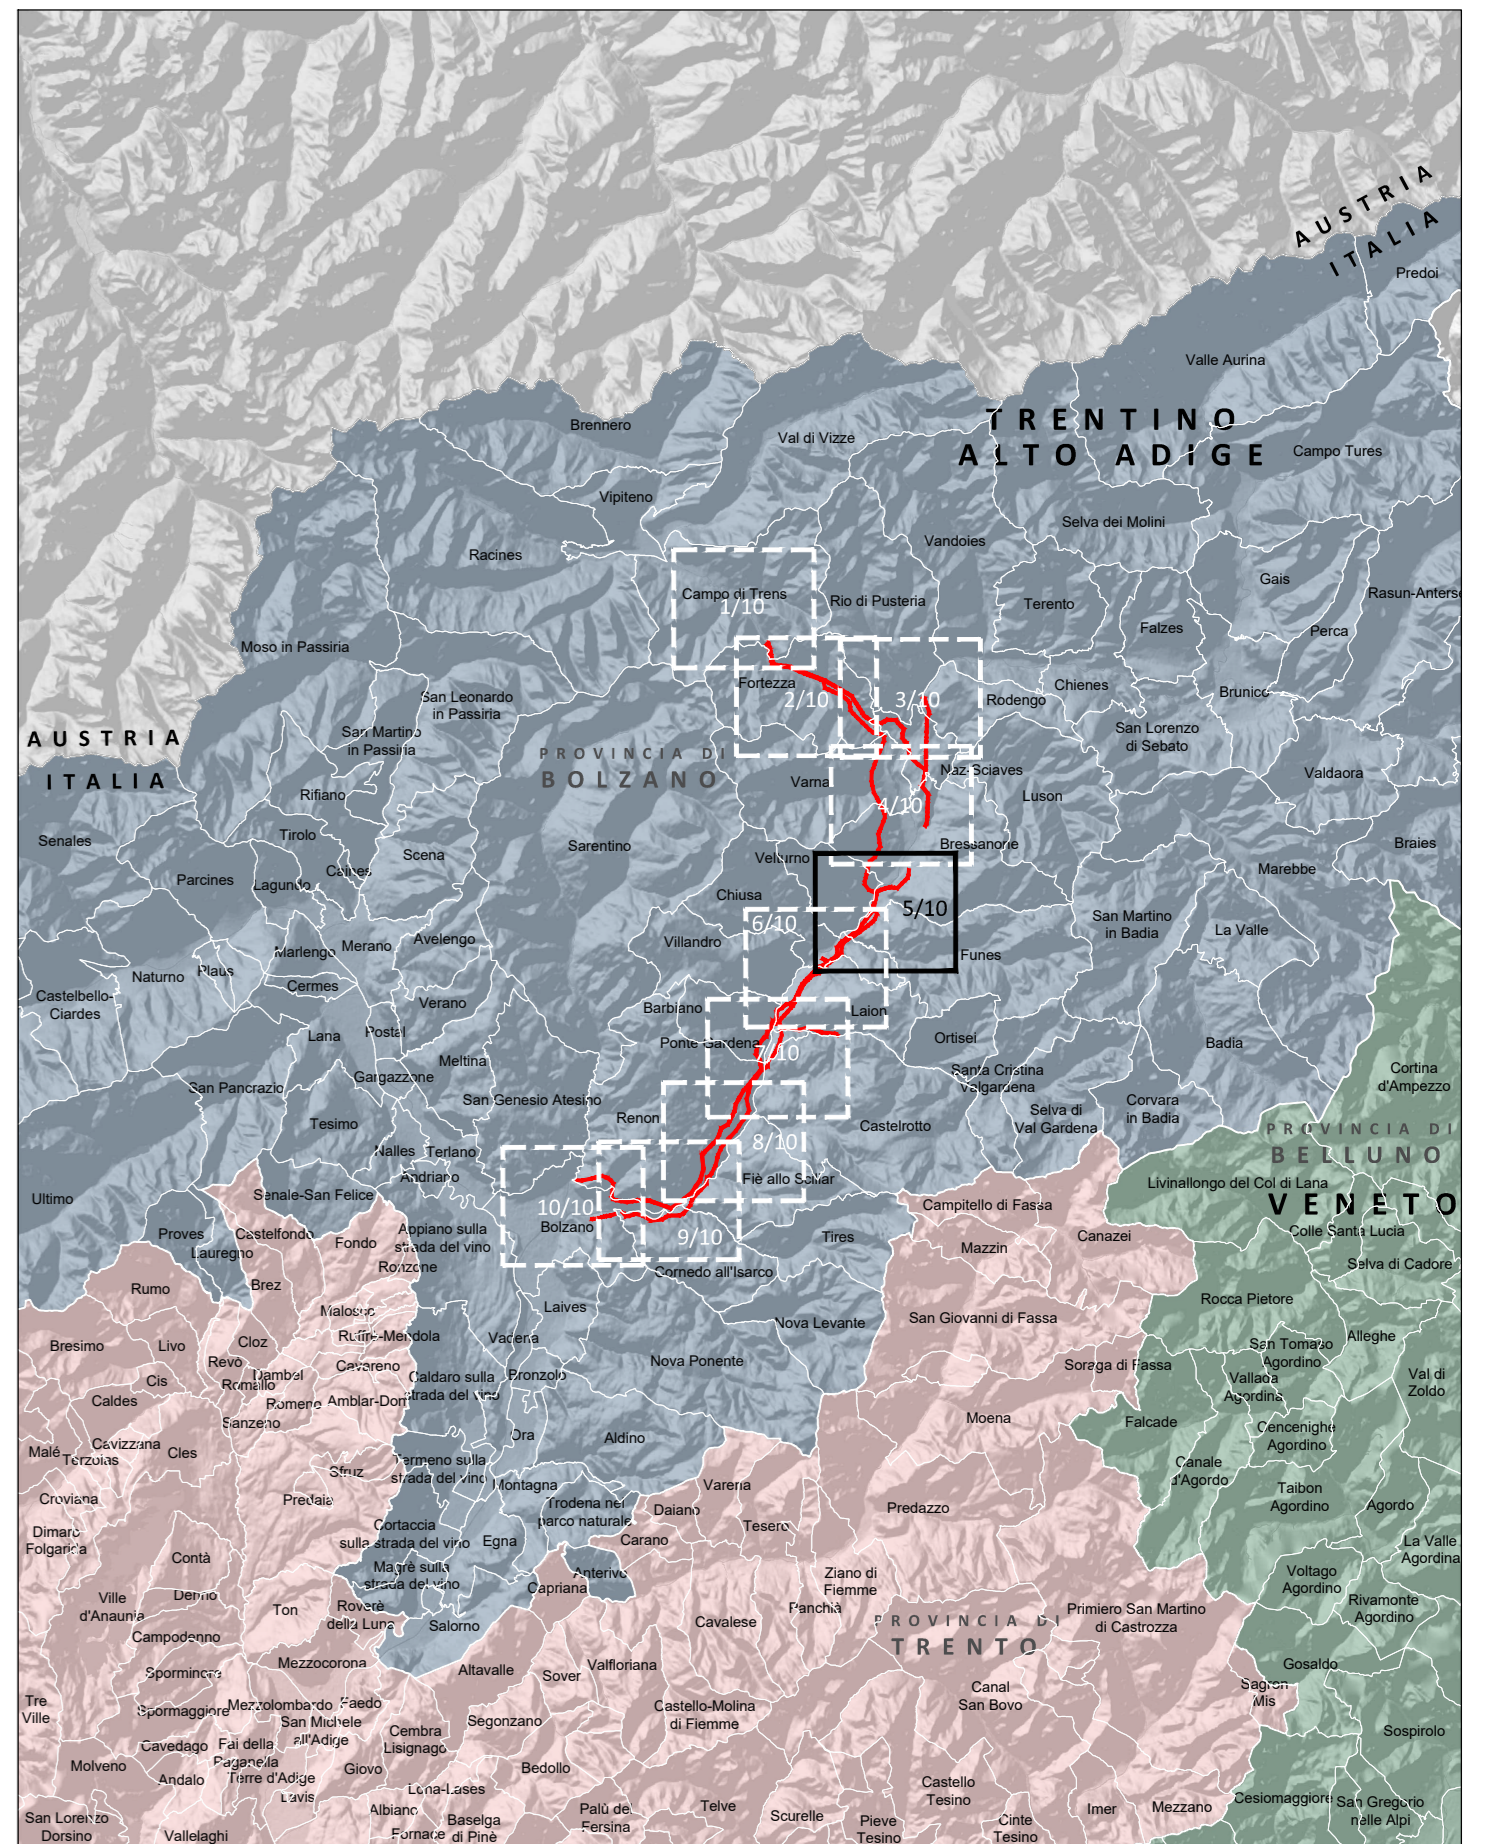 AUSTRIA
ITALIA
Predoi
Valle Aurina
TRENTINO
ALTO ADIGE
Brennero
Val di Vizze
Campo Tures
Vipiteno
Selva dei Molini
Racines
Vandoies
Gais
Campo di Trens
1/10
Rio di Pusteria
Terento
Rasun-Anterse
Falzes
Perca
Moso in Passiria
Fortezza
2/10
3/10
Rodengo
Chienes
Brunico
San Leonardo
in Passiria
San Martino
in Passiria
San Lorenzo
di Sebato
AUSTRIA
ITALIA
PROVINCIA DI
BOLZANO
Varna
Naz-Sciaves
Valdaora
Rifiano
4/10
Luson
Senales
Tirolo
Sarentino
Scena
Velturno
Bressanone
Braies
Parcines
Lagundo
Caines
Chiusa
Marebbe
5/10
6/10
San Martino
in Badia
La Valle
Marlengo
Merano
Avelengo
Villandro
Funes
Naturno
Plaus
Cermes
Castelbello-
Ciardes
Verano
Barbiano
Laion
Lana
Postal
Ponte Gardena
7/10
Ortisei
Badia
Meltina
Gargazzone
San Pancrazio
Santa Cristina
Valgardena
Cortina
d'Ampezzo
San Genesio Atesino
Renon
Corvara
in Badia
Selva di
Val Gardena
Tesimo
Castelrotto
PROVINCIA DI
BELLUNO
8/10
Nalles
Terlano
Andriano
Fiè allo Sciliar
Livinallongo del Col di Lana
VENETO
Ultimo
Senale-San Felice
Campitello di Fassa
10/10
Bolzano
9/10
Proves
Castelfondo
Fondo
Appiano sulla
strada del vino
Tires
Canazei
Colle Santa Lucia
Lauregno
Ronzone
Mazzin
Selva di Cadore
Cornedo all'Isarco
Rumo
Brez
Malosco
Laives
Nova Levante
San Giovanni di Fassa
Rocca Pietore
Bresimo
Livo
Cloz
Ruffrè-Mendola
Vadena
San Tomaso
Agordino
Alleghe
Revò
Cavareno
Nova Ponente
Soraga di Fassa
Cis
Romallo
Dambel
Caldaro sulla
strada del vino
Bronzolo
Vallada
Agordina
Val di
Zoldo
Caldes
Romeno
Amblar-Don
Sanzeno
Moena
Falcade
Cencenighe
Agordino
Malé
Cavizzana
Terzolas
Cles
Ora
Aldino
Sfruz
Termeno sulla
strada del vino
Montagna
Varena
Canale
d'Agordo
Croviana
Predaia
Trodena nel
parco naturale
Daiano
Predazzo
Taibon
Agordino
Agordo
Dimaro
Folgarida
Cortaccia
sulla strada del vino
Egna
Carano
Tesero
La Valle
Agordina
Contà
Magrè sulla
strada del vino
Anterivo
Capriana
Ziano di
Fiemme
Voltago
Agordino
Ville
d'Anaunia
Denno
Ton
Roverè
della Luna
Panchià
Rivamonte
Agordino
Campodenno
Salorno
Cavalese
PROVINCIA DI
TRENTO
Primiero San Martino
di Castrozza
Sporminore
Mezzocorona
Altavalle
Sover
Valfloriana
Gosaldo
Tre
Ville
Spormaggiore
Mezzolombardo
Faedo
San Michele
all'Adige
Castello-Molina
di Fiemme
Canal
San Bovo
Sagron
Mis
Segonzano
Cembra
Lisignago
Sospirolo
Cavedago
Fai della
Paganella
Molveno
Giovo
Bedollo
Andalo
Terre d'Adige
Lavis
Lona-Lases
Castello
Tesino
Cesiomaggiore
San Gregorio
nelle Alpi
San Lorenzo
Dorsino
Vallelaghi
Albiano
Fornace
Baselga
di Pinè
Palù del
Fersina
Telve
Scurelle
Pieve
Tesino
Cinte
Tesino
Imer
Mezzano